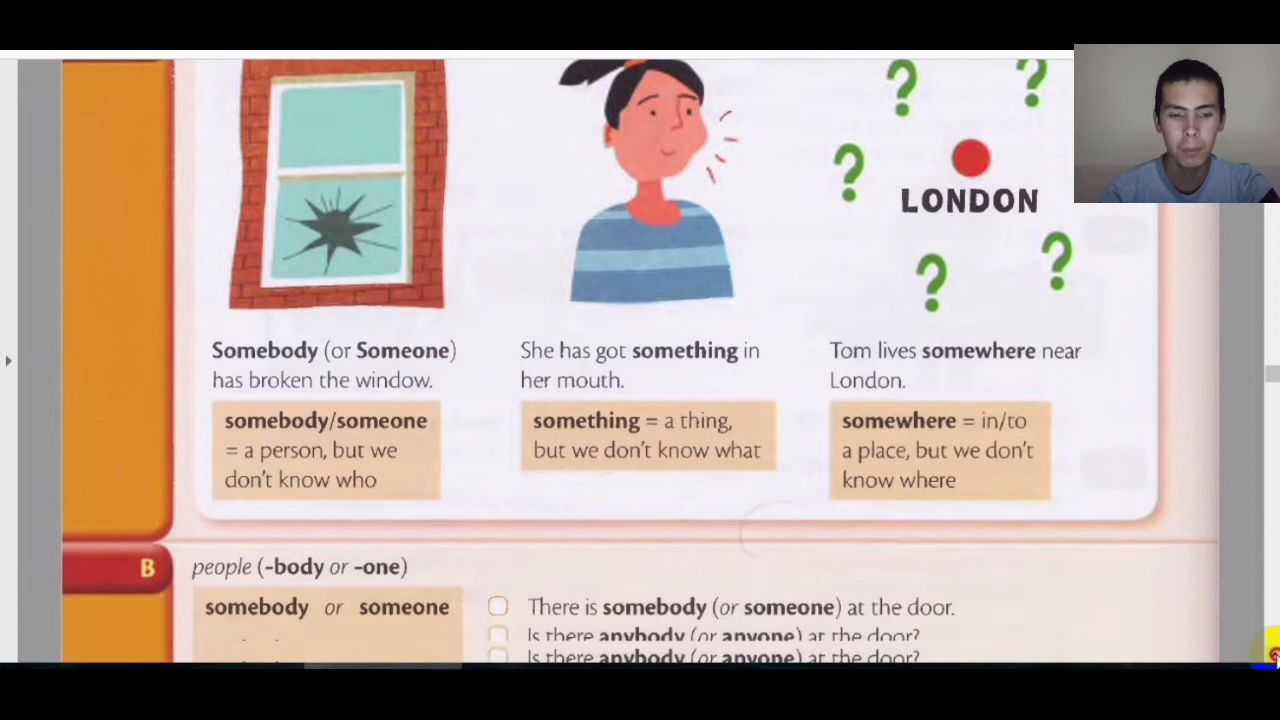 LONDON
Somebody (or Someone)
has broken the window.
somebody/someone
= a person, but we
don't know who
She has got something in
her mouth.
something = a thing,
but we don't know what
Tom lives somewhere near
London.
somewhere = in/to
a place, but we don't
know where
B
people (-body or -one)
somebody or someone
There is somebody (or someone) at the door.
Is there anybody (or anyone) at the door?
Is there anybody (or anyone) at the door?